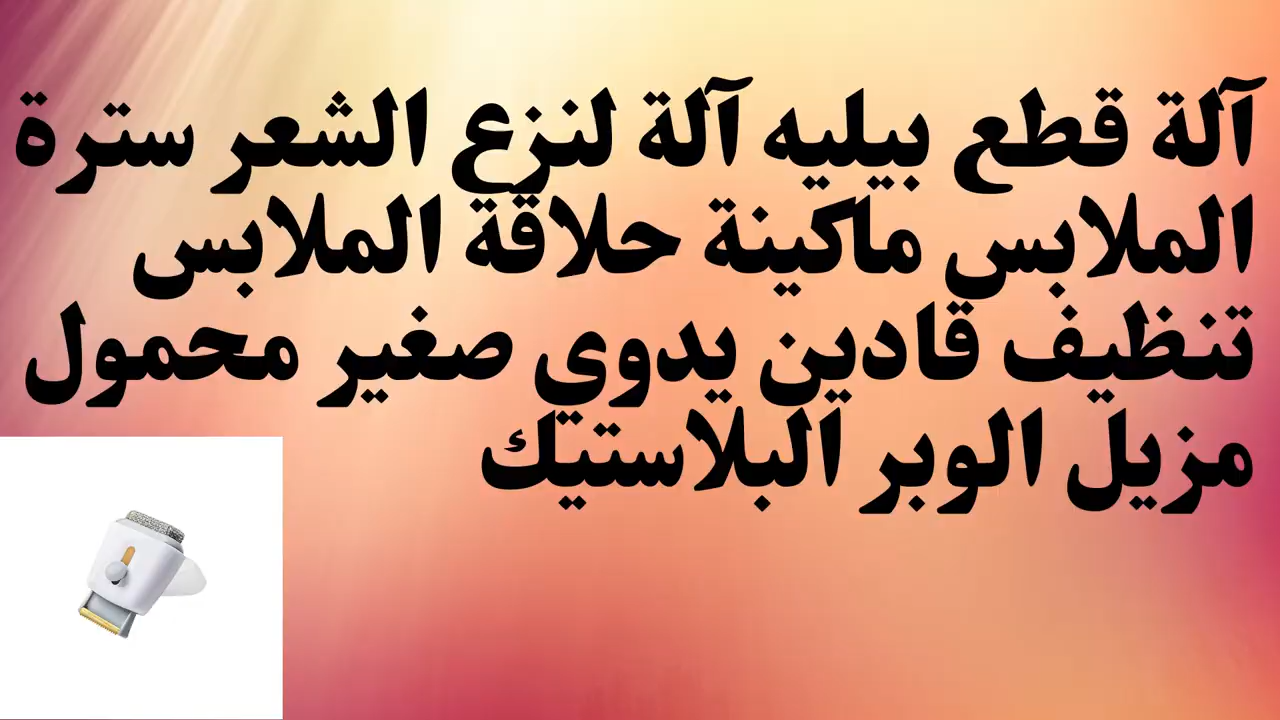 آلة قطع بيليه آلة لنزع الشعر سترة
الملابس ماكينة حلاقة الملابس
تنظيف قادين يدوي صغير محمول
مزيل الوبر البلاستيك